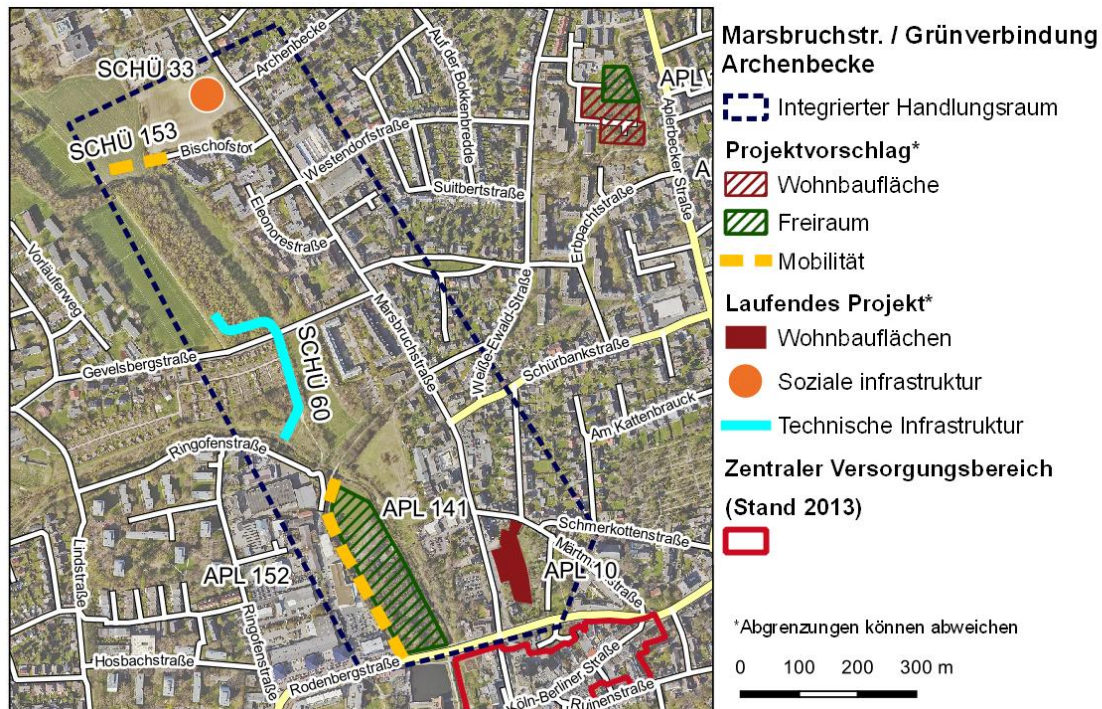 SCHÜ 33
Archenbecke
Auf der Bokkenbredde
APL
Aplerbecker Straße
A
SCHÜ 153
Bischofstor
Westendorfstraße
Suitbertstraße
Eleonorestraße
Erbpachtstraße
Vorläuferweg
Marsbruchstraße
Weiße-Ewald-Straße
Gevelsbergstraße
SCHÜ 60
Schürbankstraße
Am Kattenbrauck
Ringofenstraße
APL 141
Schmerkottenstraße
Lindstraße
APL 152
APL 10
Ringofenstraße
Hosbachstraße
Rodenbergstraße
Köln-Berliner Straße
Ruinenstraße
Marsbruchstr. / Grünverbindung
Archenbecke
Integrierter Handlungsraum
Projektvorschlag*
Wohnbaufläche
Freiraum
Mobilität
Laufendes Projekt*
Wohnbauflächen
Soziale infrastruktur
Technische Infrastruktur
Zentraler Versorgungsbereich
(Stand 2013)
*Abgrenzungen können abweichen
0 100 200 300 m